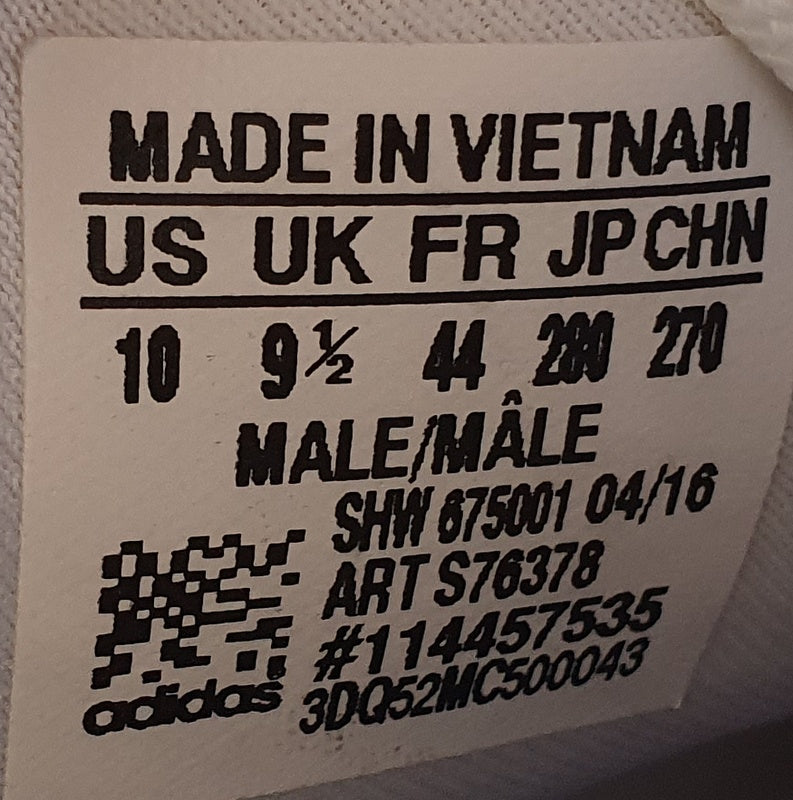 MADE IN VIETNAM
US UK FR JP CHN
10 9½ 44 280 270
MALE/MÂLE
SHW 675001 04/16
ART S76378
#114457535
adidas 3DQ52MC500043